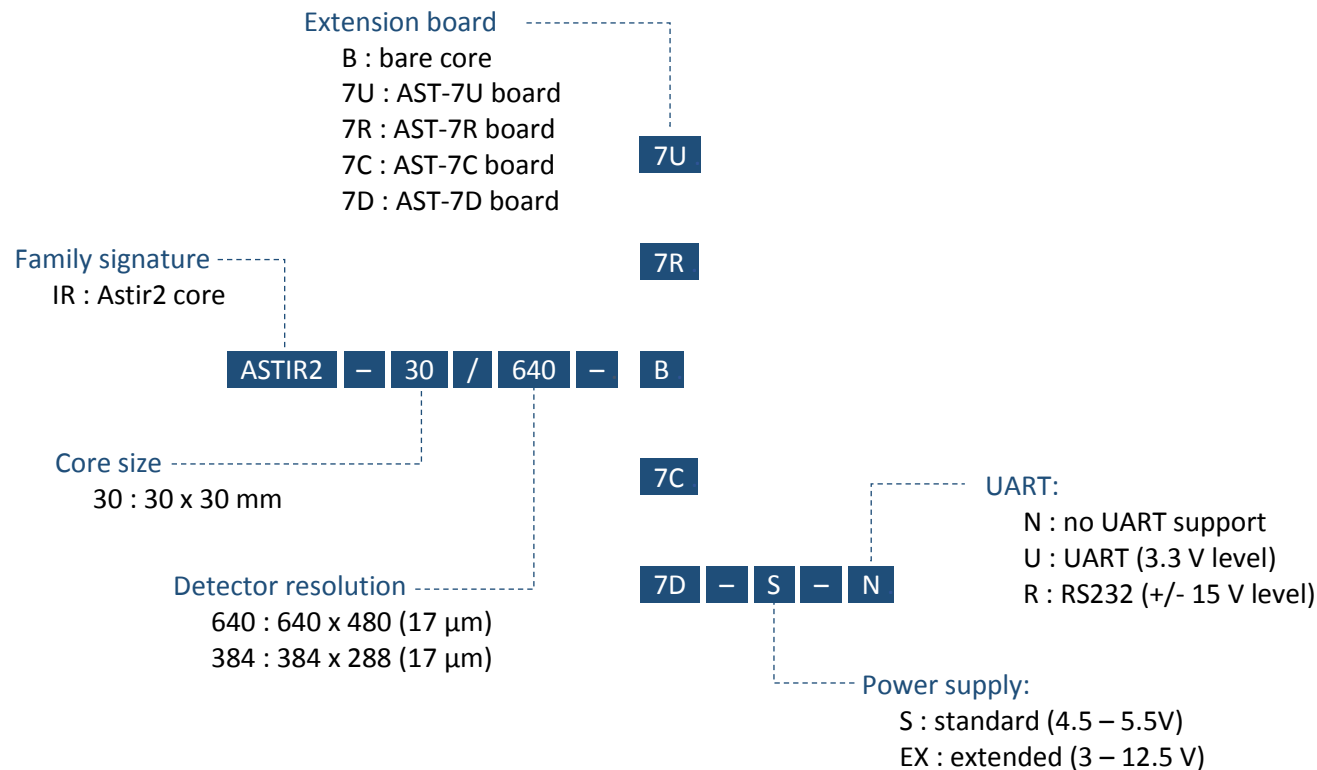 Extension board
B : bare core
7U : AST-7U board
7R : AST-7R board
7C : AST-7C board
7D : AST-7D board
7U
Family signature
IR : Astir2 core
7R
ASTIR2 – 30 / 640 – B
Core size
30 : 30 x 30 mm
7C
UART:
N : no UART support
U : UART (3.3 V level)
R : RS232 (+/- 15 V level)
Detector resolution
640 : 640 x 480 (17 µm)
384 : 384 x 288 (17 µm)
7D – S – N
Power supply:
S : standard (4.5 – 5.5V)
EX : extended (3 – 12.5 V)